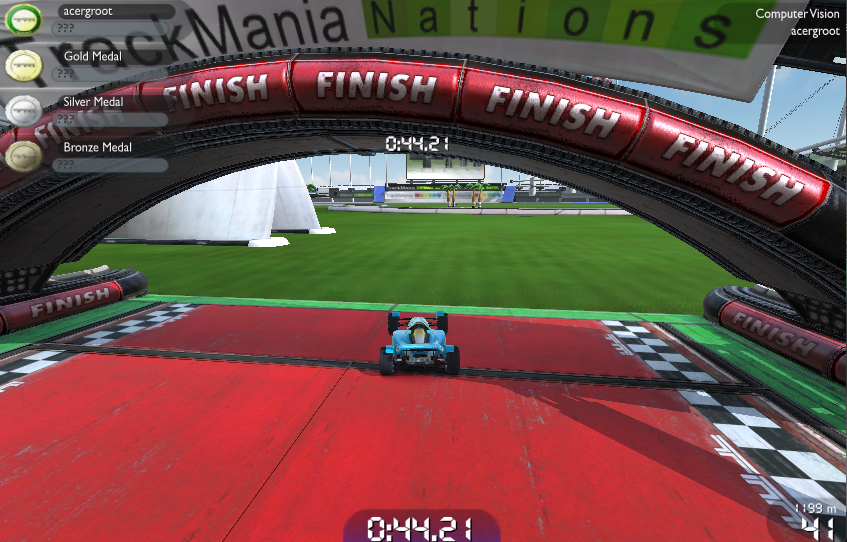 TrackMania Nations
acergroot
???
Gold Medal
???
Silver Medal
???
Bronze Medal
???
Computer Vision
acergroot
FINISH FINISH FINISH FINISH FINISH
0:44.21
TrackMania
FINISH
FINISH
0:44.21
1199 m
41